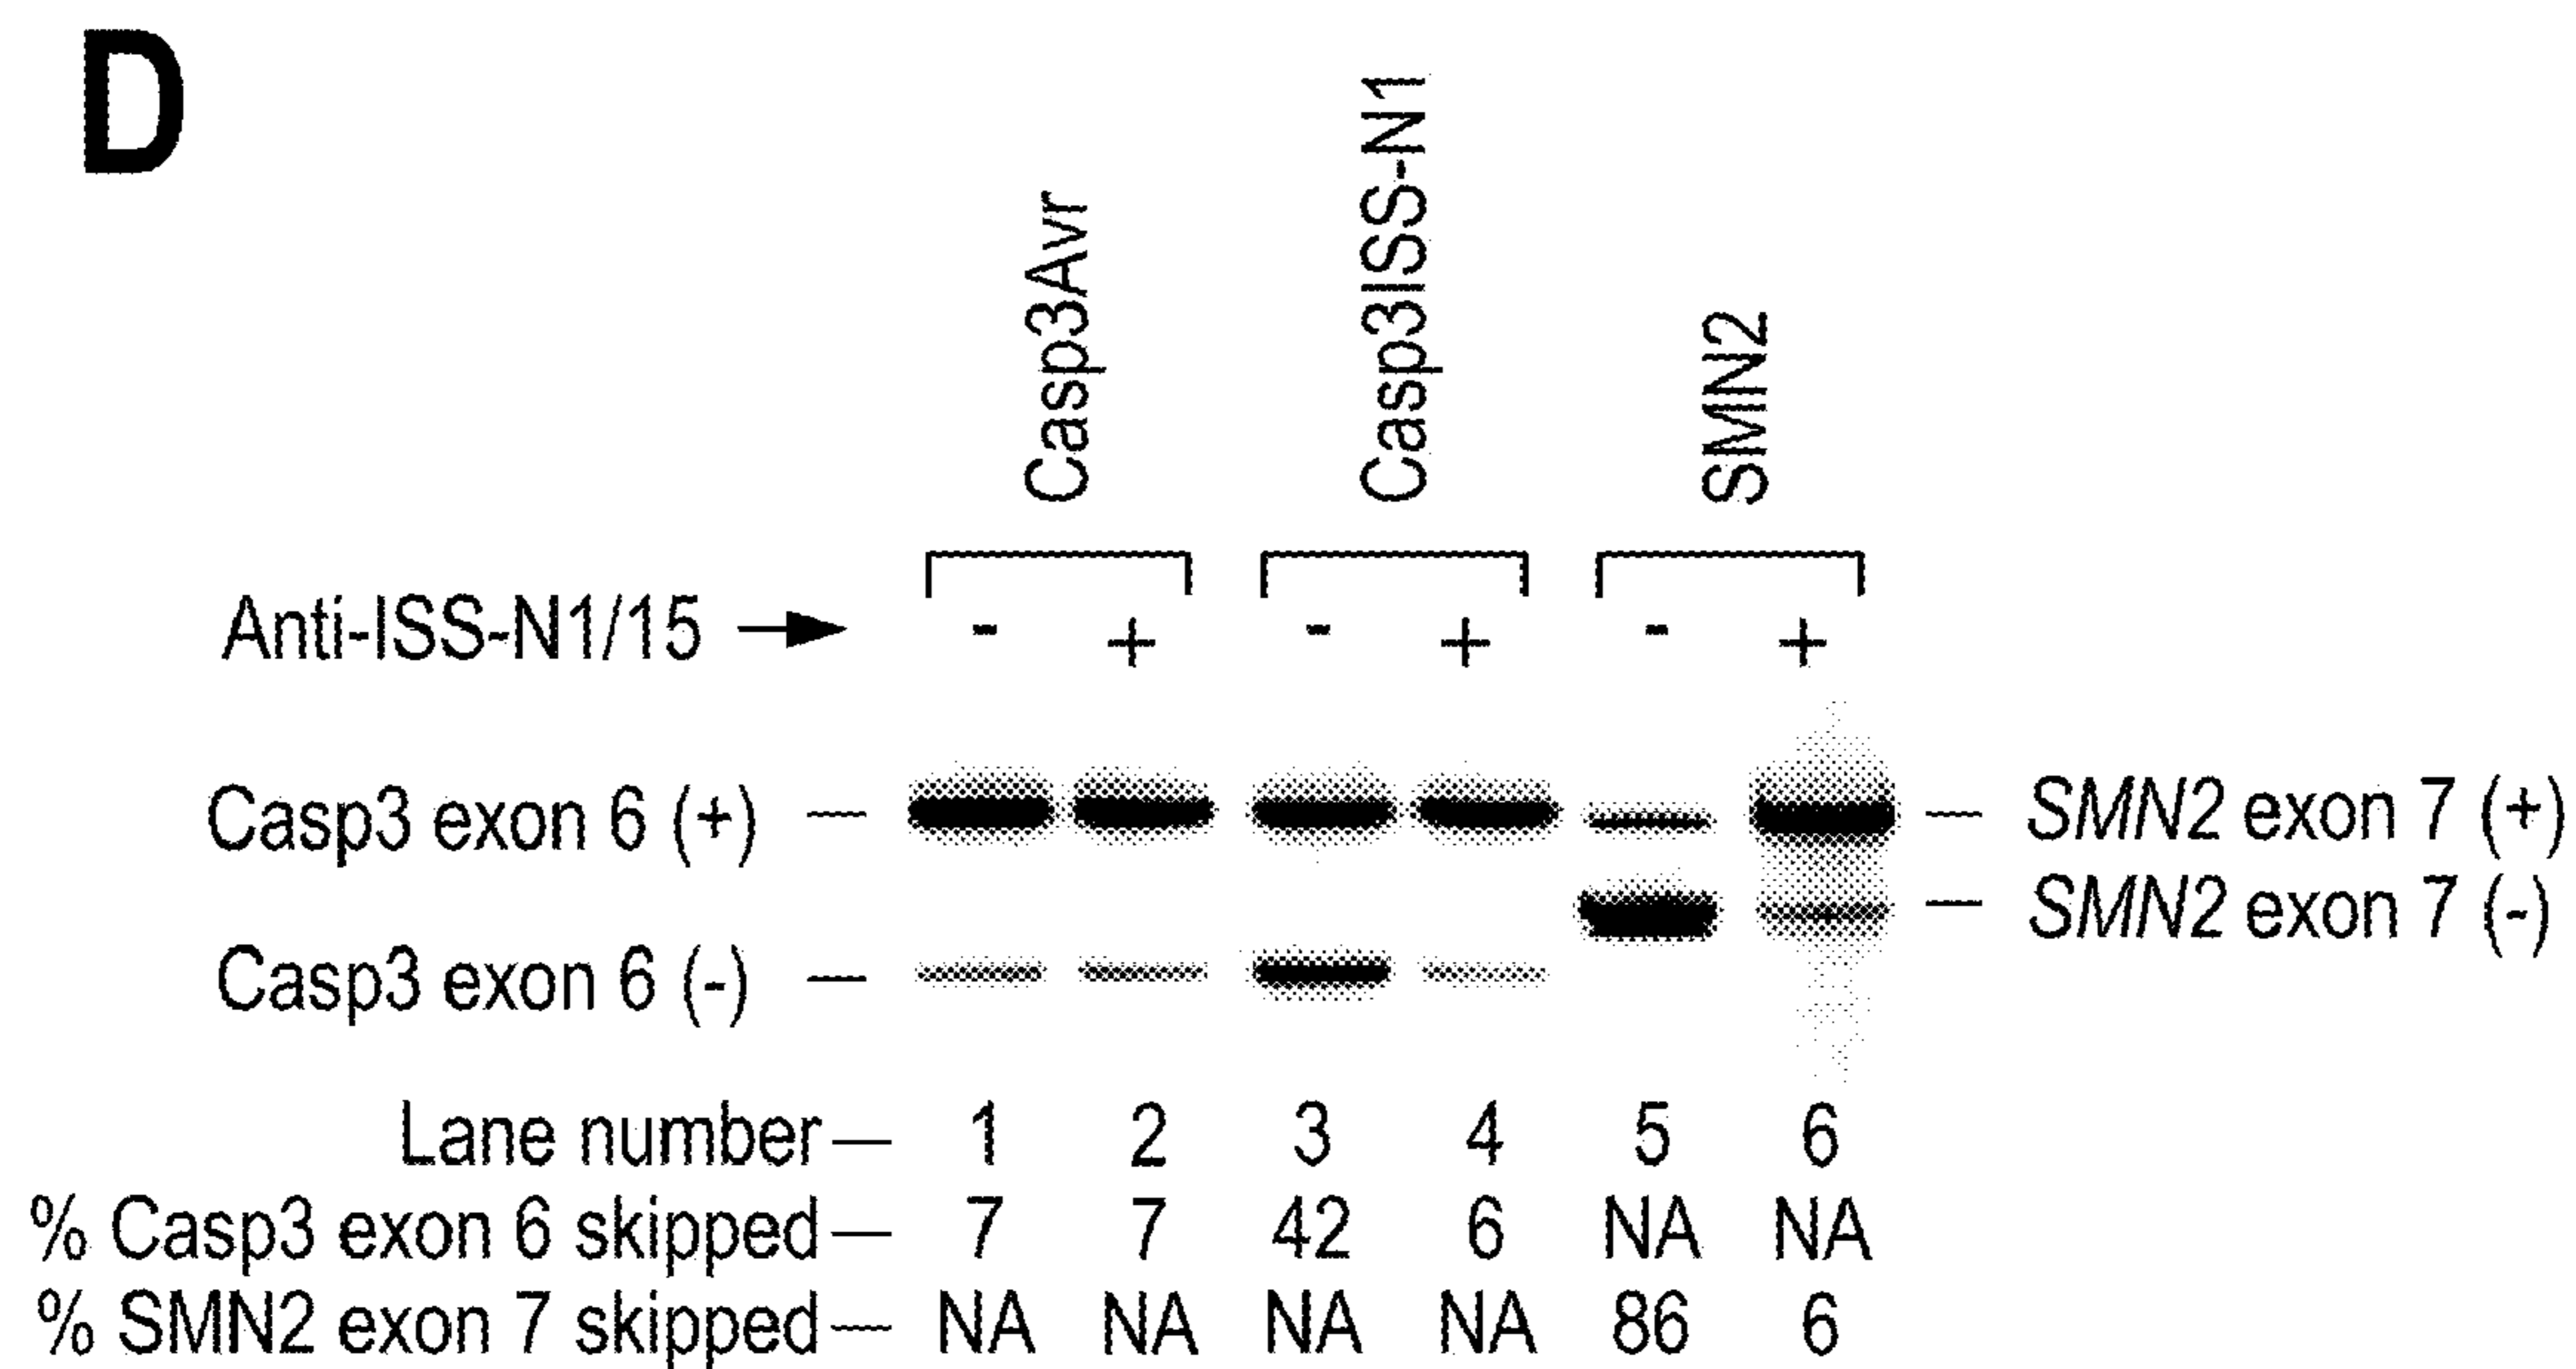 D
Casp3Avr
Casp3ISS-N1
SMN2
Anti-ISS-N1/15 - + - + - +
Casp3 exon 6 (+) SMN2 exon 7 (+)
SMN2 exon 7 (-)
Casp3 exon 6 (-)
Lane number 1 2 3 4 5 6
% Casp3 exon 6 skipped 7 7 42 6 NA NA
% SMN2 exon 7 skipped NA NA NA NA 86 6